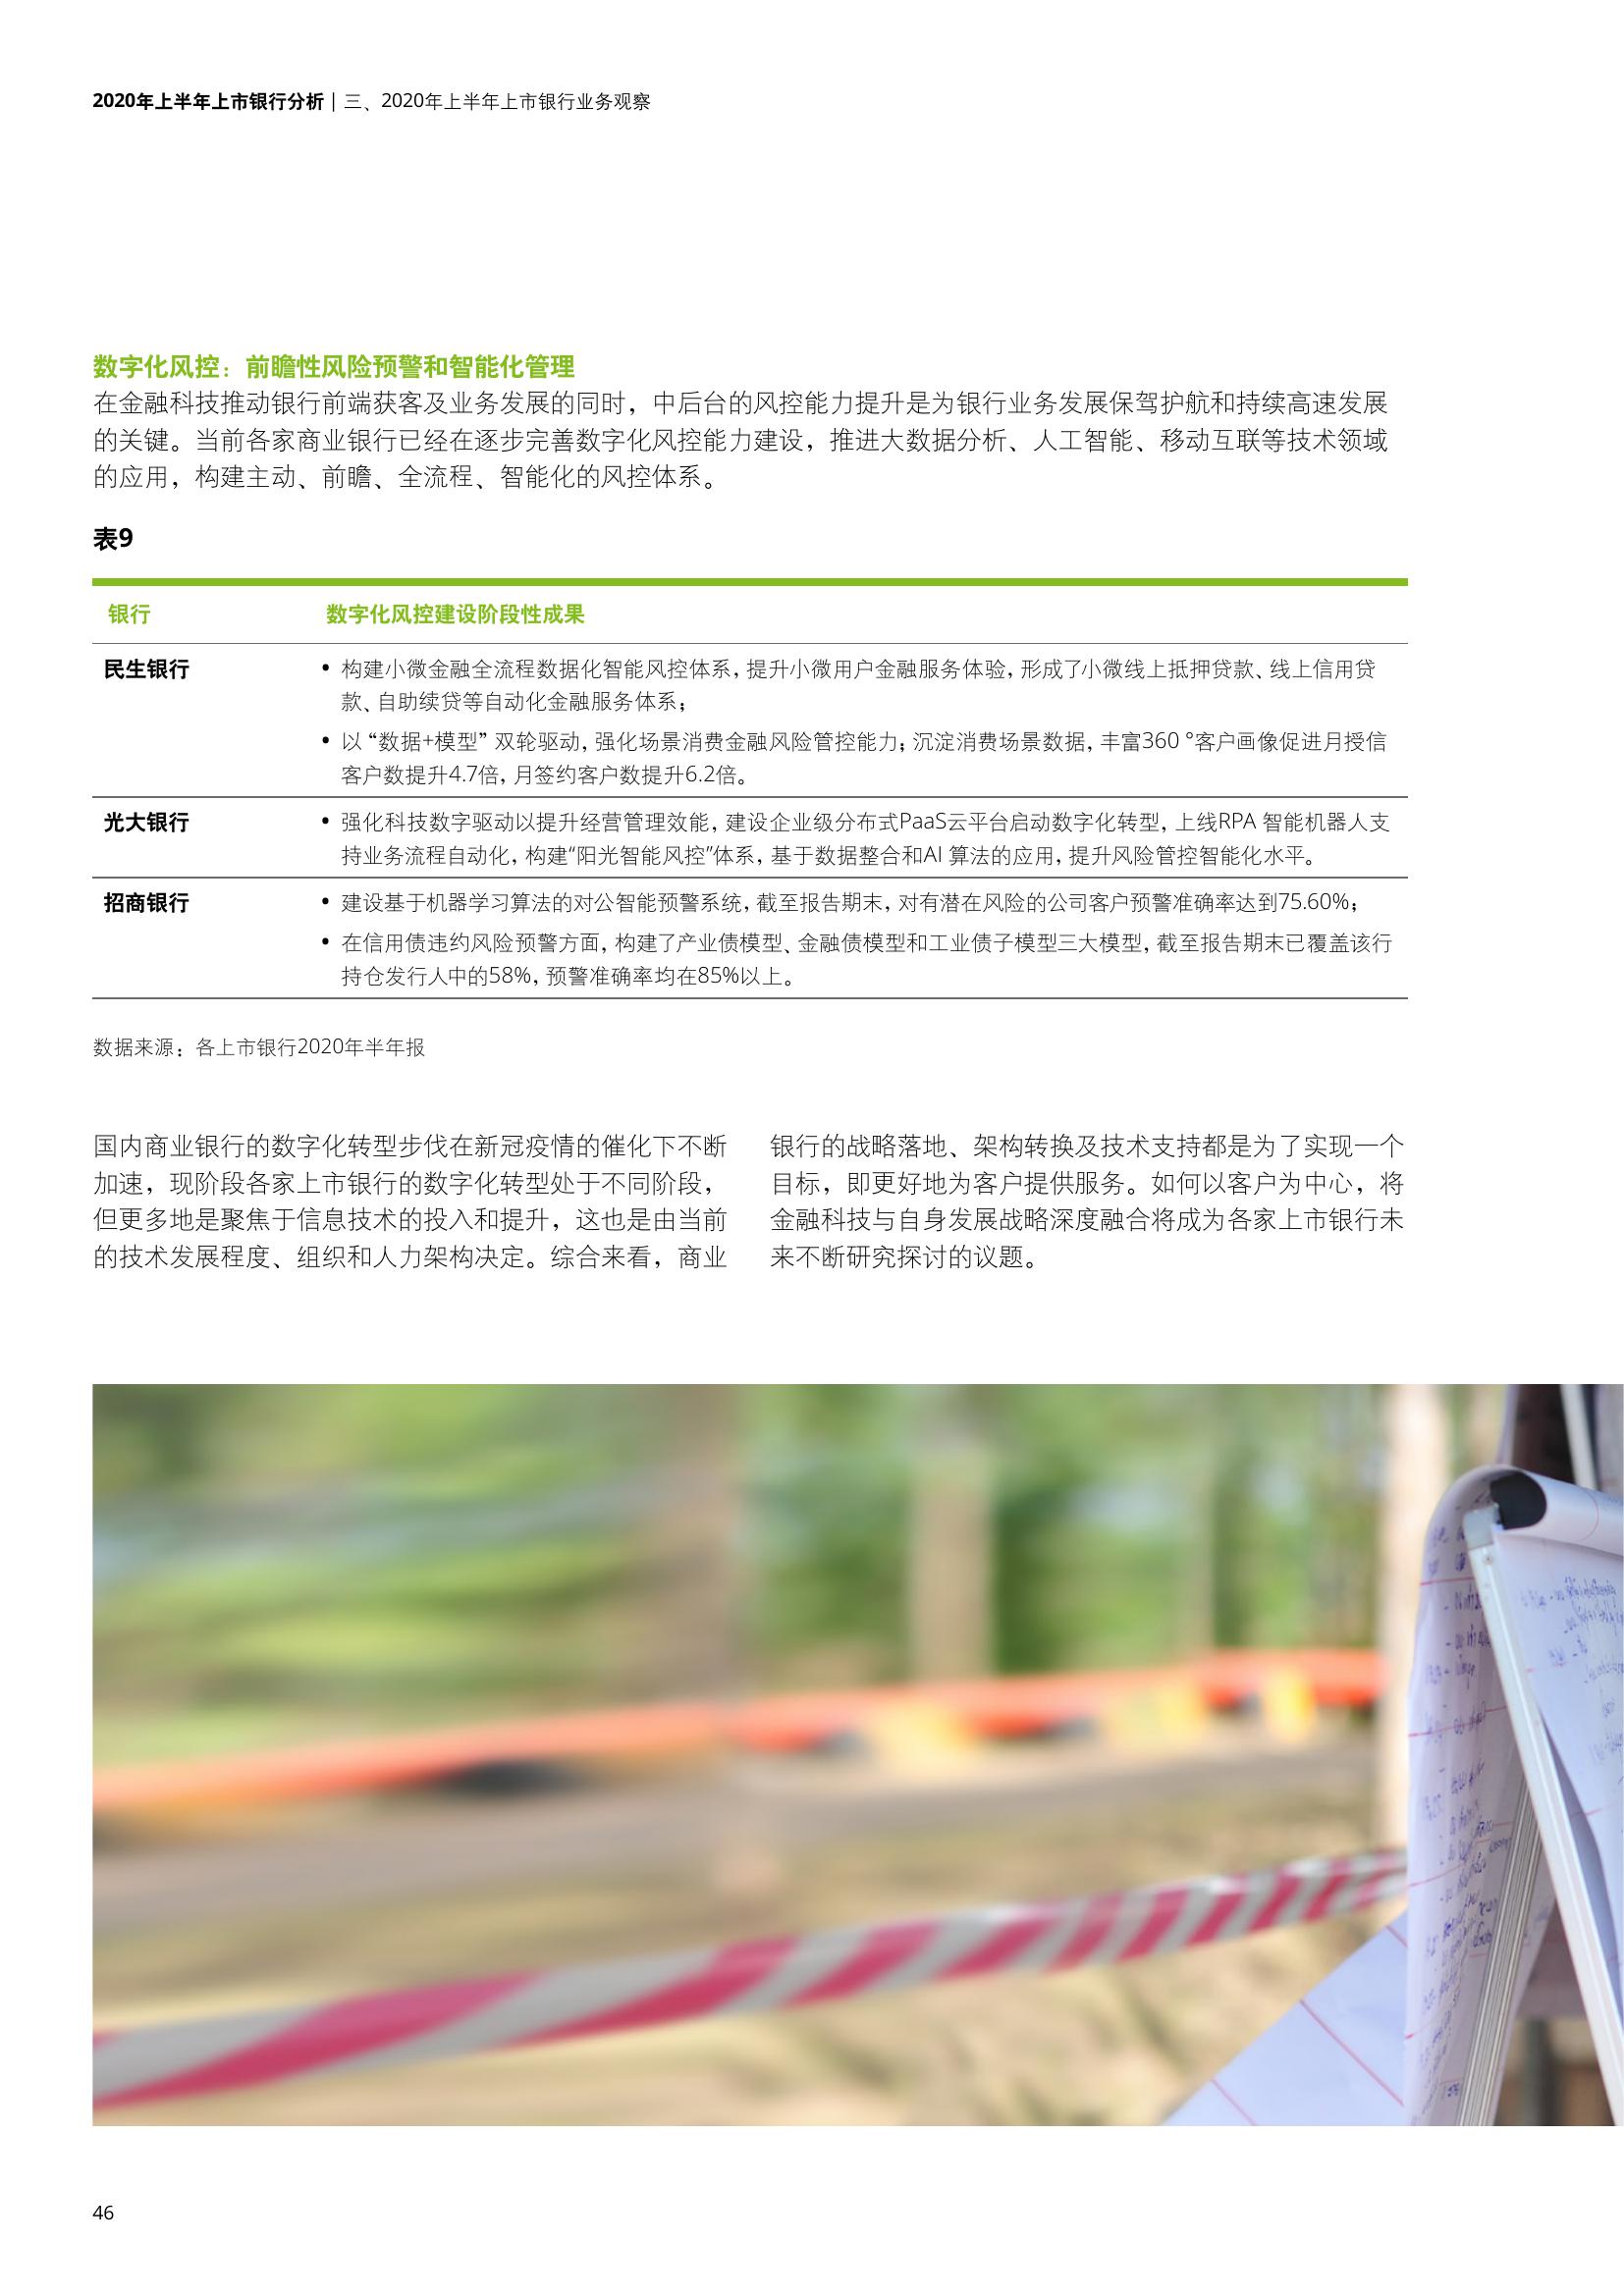 2020年上半年上市银行分析 | 三、2020年上半年上市银行业务观察
数字化风控：前瞻性风险预警和智能化管理
在金融科技推动银行前端获客及业务发展的同时，中后台的风控能力提升是为银行业务发展保驾护航和持续高速发展
的关键。当前各家商业银行已经在逐步完善数字化风控能力建设，推进大数据分析、人工智能、移动互联等技术领域
的应用，构建主动、前瞻、全流程、智能化的风控体系。
表9
银行 数字化风控建设阶段性成果
民生银行 • 构建小微金融全流程数据化智能风控体系，提升小微用户金融服务体验，形成了小微线上抵押贷款、线上信用贷
款、自助续贷等自动化金融服务体系；
• 以 “数据+模型” 双轮驱动，强化场景消费金融风险管控能力；沉淀消费场景数据，丰富360 °客户画像促进月授信
客户数提升4.7倍，月签约客户数提升6.2倍。
光大银行 • 强化科技数字驱动以提升经营管理效能，建设企业级分布式PaaS云平台启动数字化转型，上线RPA 智能机器人支
持业务流程自动化，构建“阳光智能风控”体系，基于数据整合和AI 算法的应用，提升风险管控智能化水平。
招商银行 • 建设基于机器学习算法的对公智能预警系统，截至报告期末，对有潜在风险的公司客户预警准确率达到75.60%；
• 在信用债违约风险预警方面，构建了产业债模型、金融债模型和工业债子模型三大模型，截至报告期末已覆盖该行
持仓发行人中的58%，预警准确率均在85%以上。
数据来源：各上市银行2020年半年报
国内商业银行的数字化转型步伐在新冠疫情的催化下不断
加速，现阶段各家上市银行的数字化转型处于不同阶段，
但更多地是聚焦于信息技术的投入和提升，这也是由当前
的技术发展程度、组织和人力架构决定。综合来看，商业
银行的战略落地、架构转换及技术支持都是为了实现一个
目标，即更好地为客户提供服务。如何以客户为中心，将
金融科技与自身发展战略深度融合将成为各家上市银行未
来不断研究探讨的议题。
46